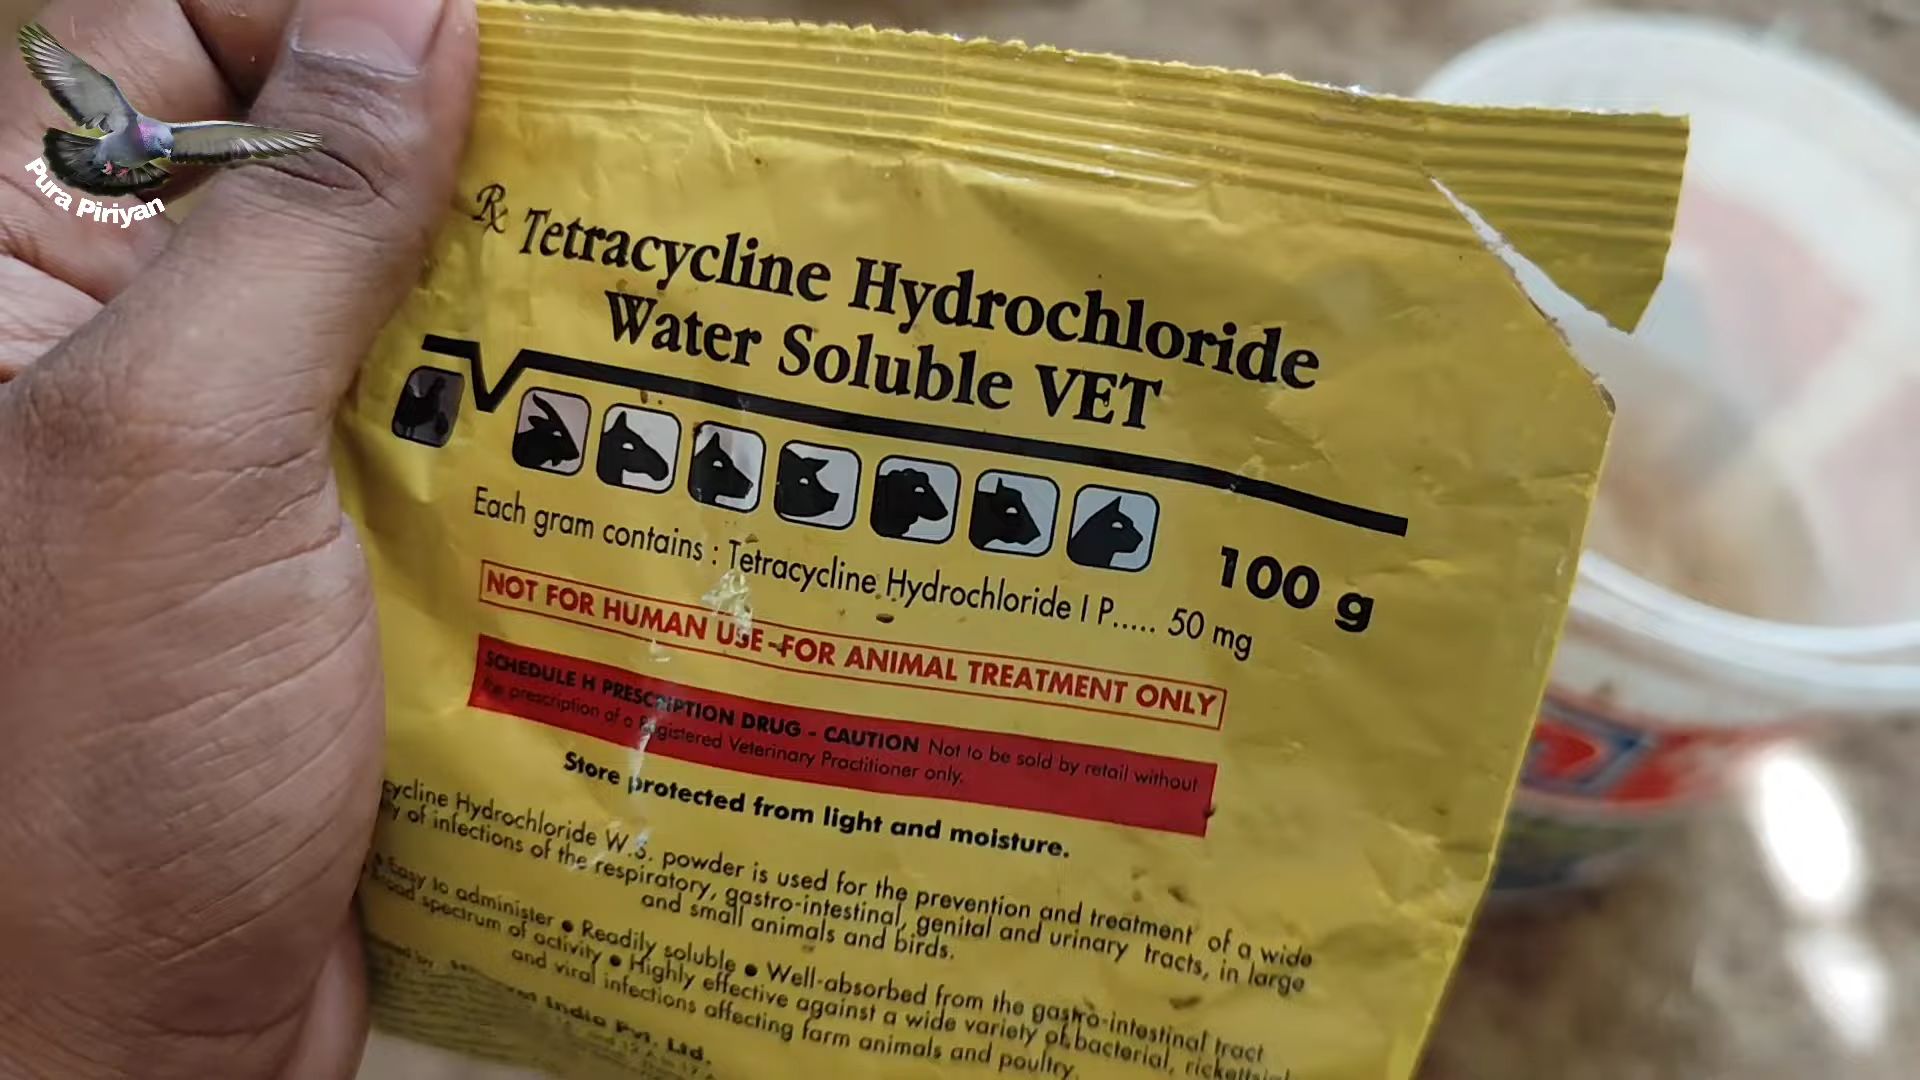 Pura Piriyan
℞ Tetracycline Hydrochloride
Water Soluble VET
100 g
Each gram contains : Tetracycline Hydrochloride I P..... 50 mg
NOT FOR HUMAN USE-FOR ANIMAL TREATMENT ONLY
SCHEDULE H PRESCRIPTION DRUG - CAUTION Not to be sold by retail without
the prescription of a Registered Veterinary Practitioner only.
Store protected from light and moisture.
cycline Hydrochloride W.S. powder is used for the prevention and treatment of a wide
y of infections of the respiratory, gastro-intestinal, genital and urinary tracts, in large
and small animals and birds.
• Easy to administer • Readily soluble • Well-absorbed from the gastro-intestinal tract
spectrum of activity • Highly effective against a wide variety of bacterial, rickettsial
and viral infections affecting farm animals and poultry.
India Pvt. Ltd.